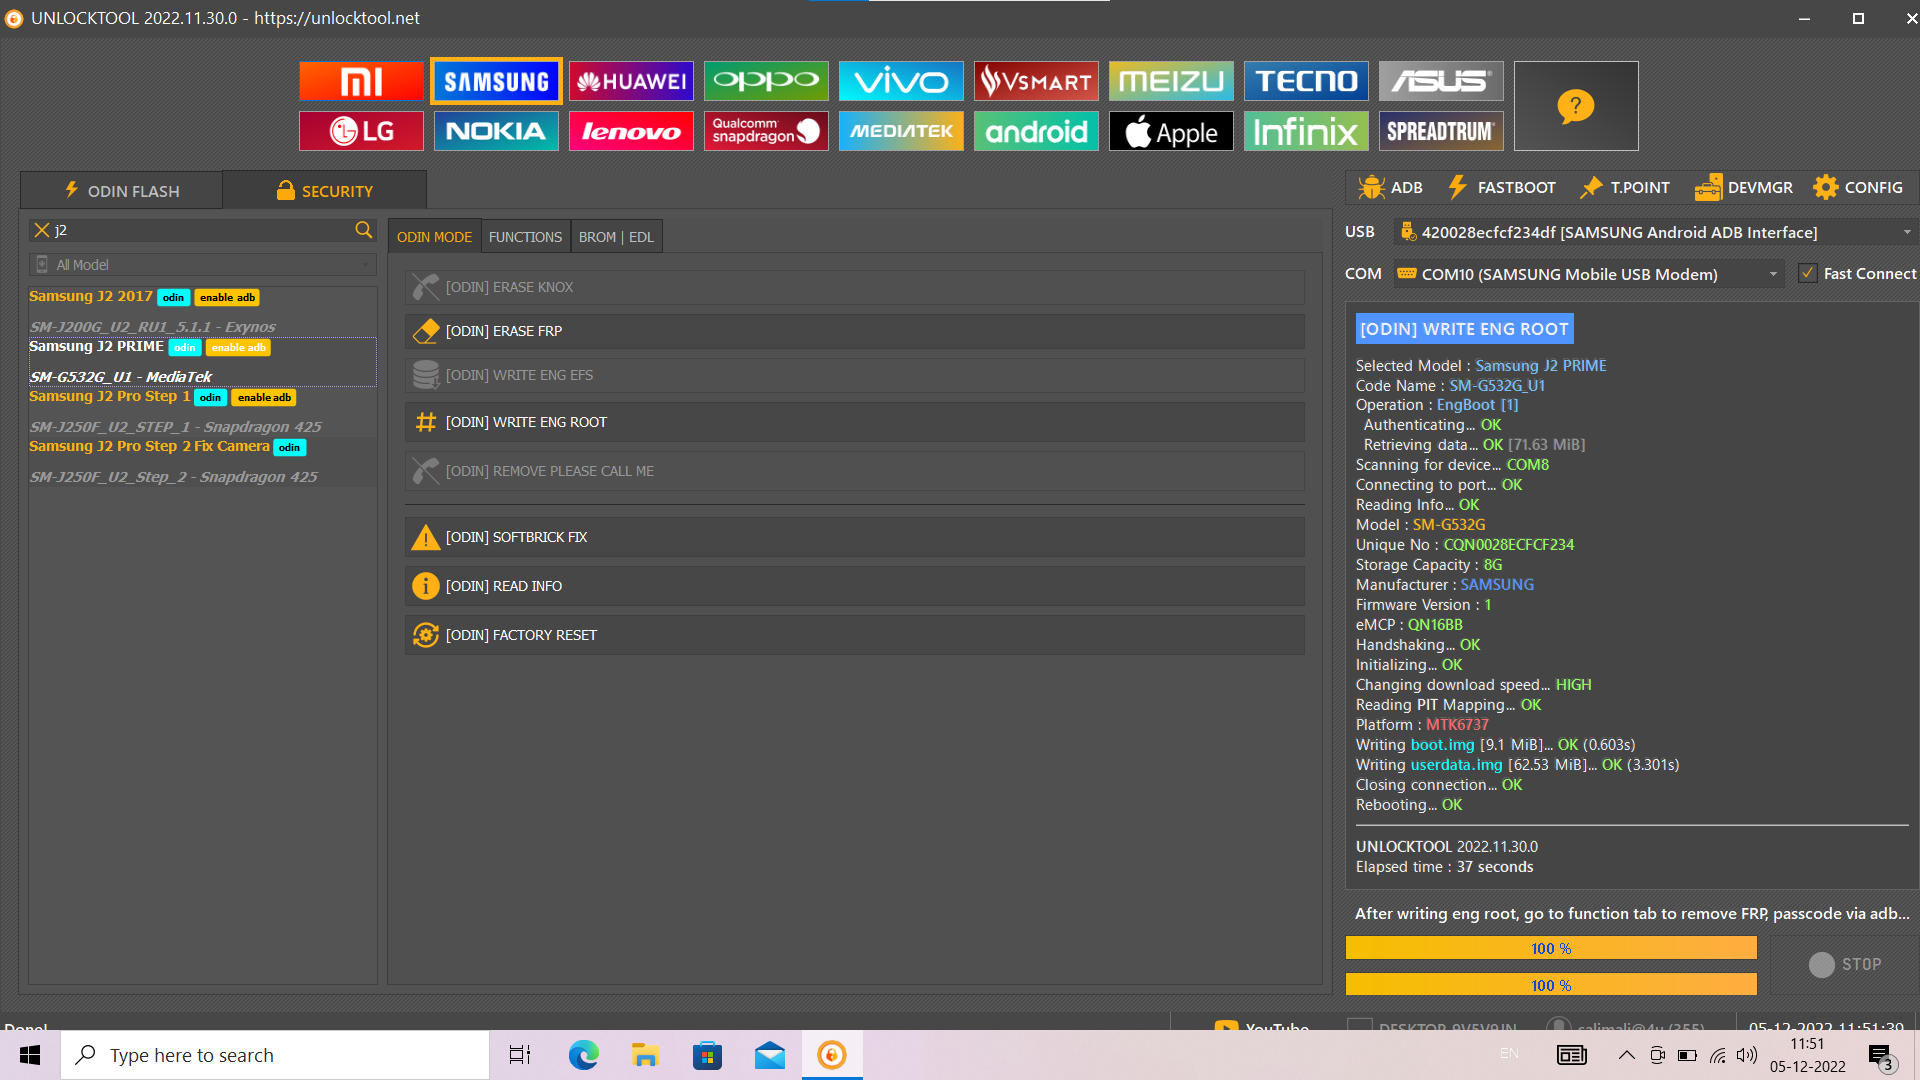 UNLOCKTOOL 2022.11.30.0 - https://unlocktool.net
MI SAMSUNG HUAWEI OPPO VIVO VSMART MEIZU TECNO ASUS ?
LG NOKIA lenovo Qualcomm snapdragon MEDIATEK android Apple Infinix SPREADTRUM
ODIN FLASH
SECURITY
j2
All Model
Samsung J2 2017 odin enable adb
SM-J200G_U2_RU1_5.1.1 - Exynos
Samsung J2 PRIME odin enable adb
SM-G532G_U1 - MediaTek
Samsung J2 Pro Step 1 odin enable adb
SM-J250F_U2_STEP_1 - Snapdragon 425
Samsung J2 Pro Step 2 Fix Camera odin
SM-J250F_U2_Step_2 - Snapdragon 425
ODIN MODE FUNCTIONS BROM | EDL
[ODIN] ERASE KNOX
[ODIN] ERASE FRP
[ODIN] WRITE ENG EFS
[ODIN] WRITE ENG ROOT
[ODIN] REMOVE PLEASE CALL ME
[ODIN] SOFTBRICK FIX
[ODIN] READ INFO
[ODIN] FACTORY RESET
ADB FASTBOOT T.POINT DEVMGR CONFIG
USB 420028ecfcf234df [SAMSUNG Android ADB Interface]
COM COM10 (SAMSUNG Mobile USB Modem) Fast Connect
[ODIN] WRITE ENG ROOT
Selected Model : Samsung J2 PRIME
Code Name : SM-G532G_U1
Operation : EngBoot [1]
Authenticating... OK
Retrieving data... OK [71.63 MiB]
Scanning for device... COM8
Connecting to port... OK
Reading Info... OK
Model : SM-G532G
Unique No : CQN0028ECFCF234
Storage Capacity : 8G
Manufacturer : SAMSUNG
Firmware Version : 1
eMCP : QN16BB
Handshaking... OK
Initializing... OK
Changing download speed... HIGH
Reading PIT Mapping... OK
Platform : MTK6737
Writing boot.img [9.1 MiB]... OK (0.603s)
Writing userdata.img [62.53 MiB]... OK (3.301s)
Closing connection... OK
Rebooting... OK
UNLOCKTOOL 2022.11.30.0
Elapsed time : 37 seconds
After writing eng root, go to function tab to remove FRP, passcode via adb...
100 %
100 %
STOP
Done!
YouTube DESKTOP-9V5V9JN salimali@4u (355) 05-12-2022 11:51:39
Type here to search
EN
11:51
05-12-2022
3